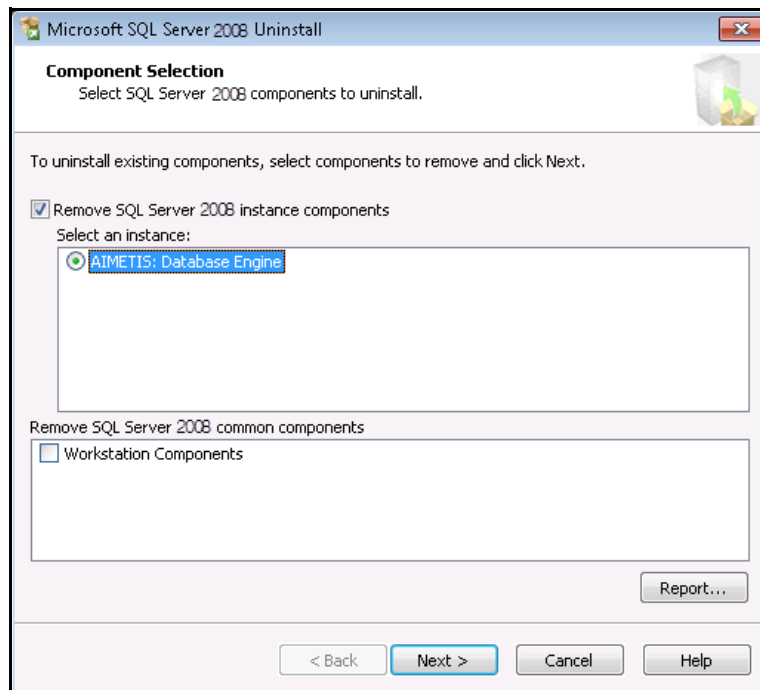 Microsoft SQL Server 2008 Uninstall
Component Selection
Select SQL Server 2008 components to uninstall.
To uninstall existing components, select components to remove and click Next.
Remove SQL Server 2008 instance components
Select an instance:
AIMETIS: Database Engine
Remove SQL Server 2008 common components
Workstation Components
Report...
< Back Next > Cancel Help